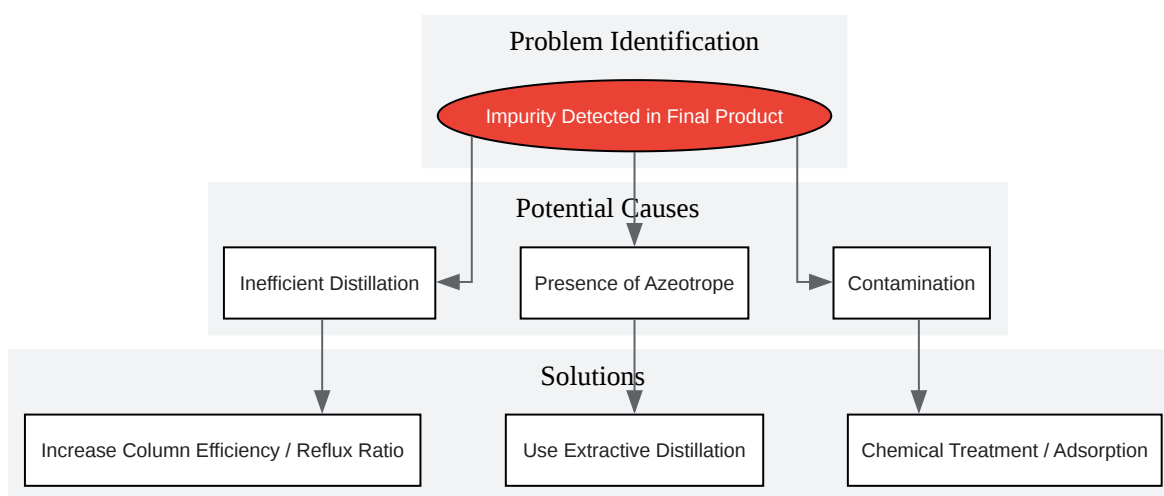 Problem Identification
Impurity Detected in Final Product
Potential Causes
Inefficient Distillation
Presence of Azeotrope
Contamination
Solutions
Increase Column Efficiency / Reflux Ratio
Use Extractive Distillation
Chemical Treatment / Adsorption